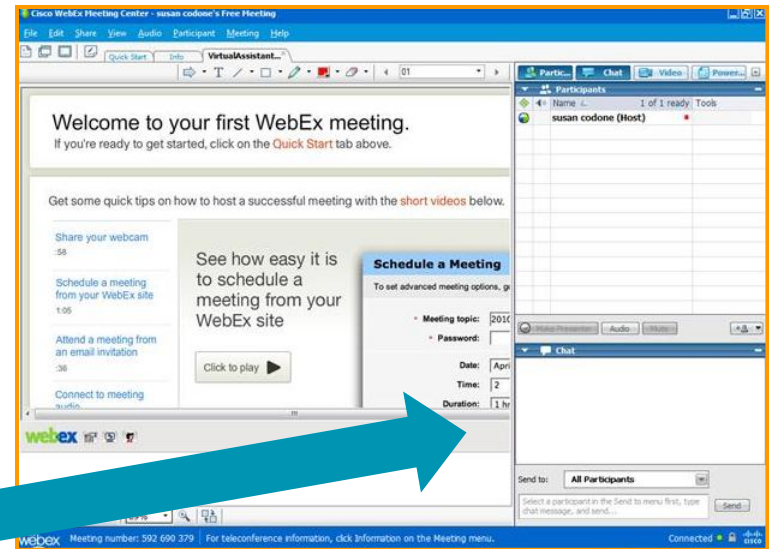 Cisco WebEx Meeting Center - susan codone's Free Meeting
File Edit Share View Audio Participant Meeting Help
Quick Start Info VirtualAssistant...
T 01
Partic... Chat Video Power...
Participants
Name 1 of 1 ready Tools
susan codone (Host)
Welcome to your first WebEx meeting.
If you're ready to get started, click on the Quick Start tab
above.
Get some quick tips on how to host a successful meeting with the short videos below.
Share your webcam
:58
Schedule a meeting
from your WebEx site
1:05
Attend a meeting from
an email invitation
:36
Connect to meeting
audio
See how easy it is
to schedule a
meeting from your
WebEx site
Click to play
Schedule a Meeting
To set advanced meeting options,
Meeting topic: 2010
Password:
Date: Apri
Time: 2
Duration: 1 hr
Make Presenter Audio Mute
Chat
webex
Send to: All Participants
Select a participant in the Send to menu first, type
chat message, and send...
Send
webex Meeting number: 592 690 379 For teleconference information, click Information on the Meeting menu. Connected cisco